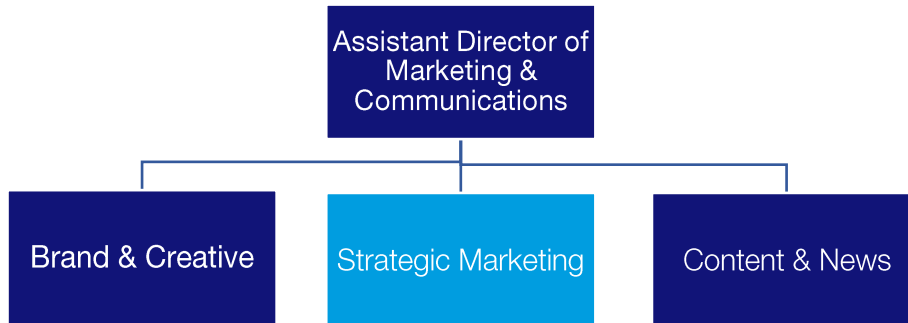 Assistant Director of
Marketing &
Communications
Brand & Creative
Strategic Marketing
Content & News